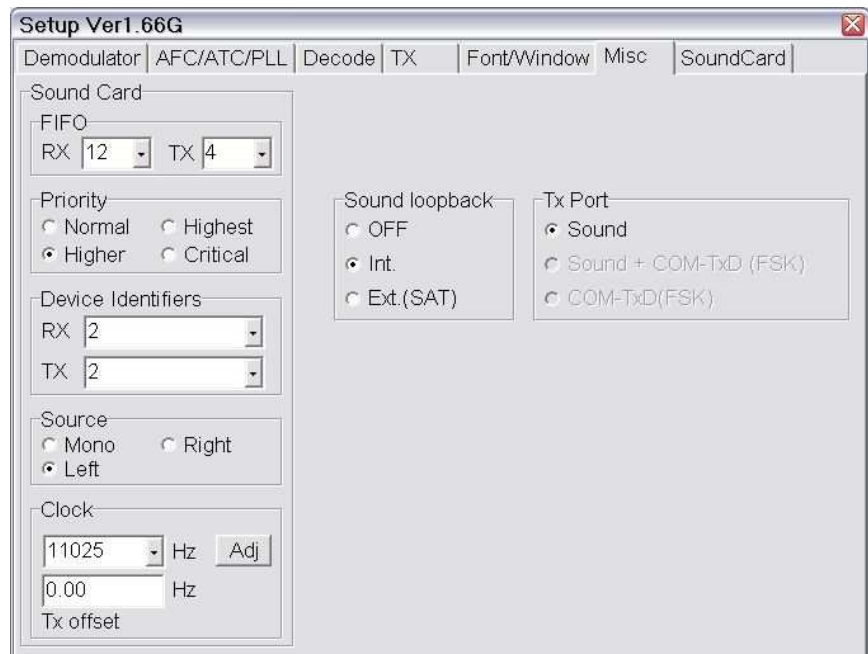 Setup Ver1.66G
Demodulator AFC/ATC/PLL Decode TX Font/Window Misc SoundCard
Sound Card
FIFO
RX 12 TX 4
Priority
Normal Highest
Higher Critical
Device Identifiers
RX 2
TX 2
Source
Mono Right
Left
Clock
11025 Hz Adj
0.00 Hz
Tx offset
Sound loopback
OFF
Int.
Ext.(SAT)
Tx Port
Sound
Sound + COM-TxD (FSK)
COM-TxD(FSK)